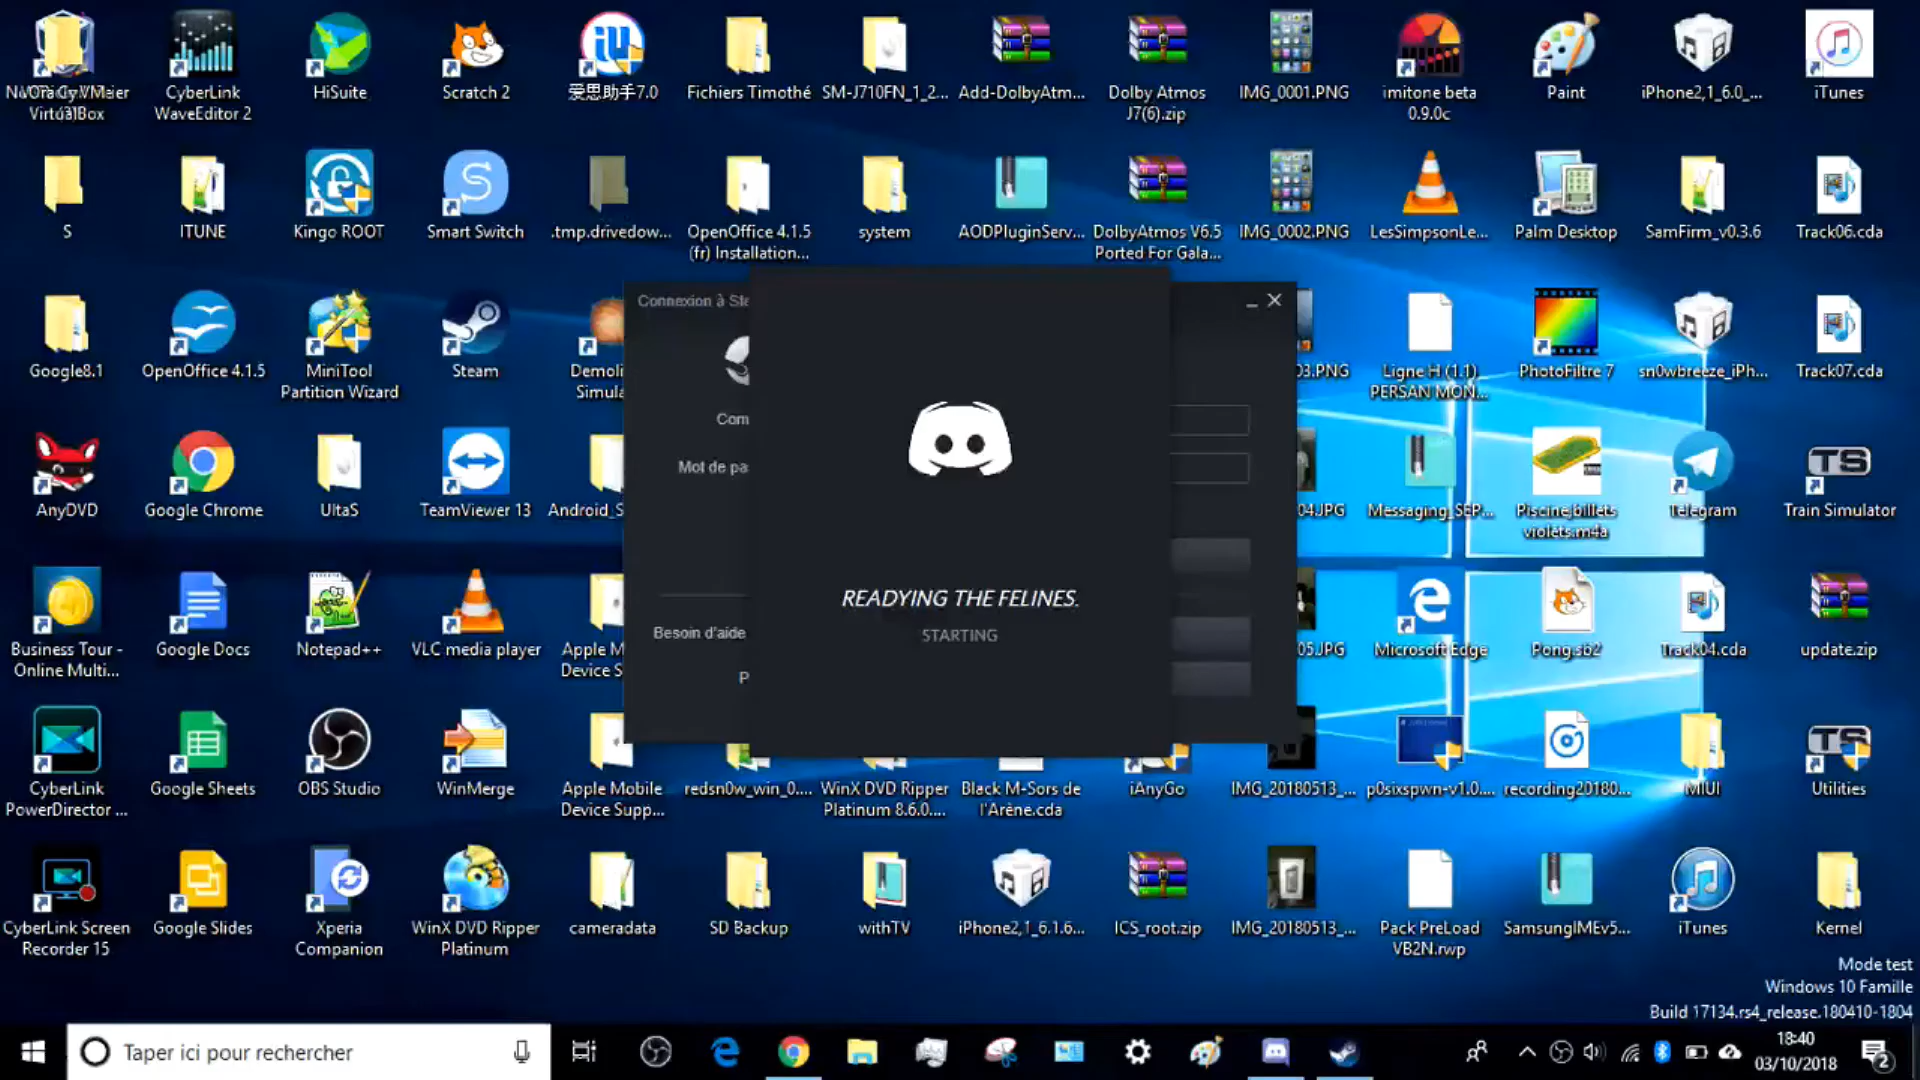 CyberLink
WaveEditor 2
HiSuite
Scratch 2
爱思助手7.0
Fichiers Timothé
SM-J710FN_1_2...
Add-DolbyAtm...
Dolby Atmos
J7(6).zip
IMG_0001.PNG
imitone beta
0.9.0c
Paint
iPhone2,1_6.0_...
iTunes
VirtualBox
S
ITUNE
Kingo ROOT
Smart Switch
.tmp.drivedow...
OpenOffice 4.1.5
(fr) Installation...
system
AODPluginServ...
DolbyAtmos V6.5
Ported For Gala...
IMG_0002.PNG
LesSimpsonLe...
Palm Desktop
SamFirm_v0.3.6
Track06.cda
Google8.1
OpenOffice 4.1.5
MiniTool
Partition Wizard
Steam
Demoli
Simula
03.PNG
Ligne H (1.1)
PERSAN MON...
PhotoFiltre 7
sn0wbreeze_iPh...
Track07.cda
Connexion à Ste
Com
Mot de pa
Besoin d'aide
P
READYING THE FELINES.
STARTING
AnyDVD
Google Chrome
UltaS
TeamViewer 13
Android_S
04.JPG
Messaging_SEP...
Piscine,billets
violets.m4a
Telegram
TS
Train Simulator
Business Tour -
Online Multi...
Google Docs
Notepad++
VLC media player
Apple M
Device S
05.JPG
Microsoft Edge
Pong.sb2
Track04.cda
update.zip
CyberLink
PowerDirector ...
Google Sheets
OBS Studio
WinMerge
Apple Mobile
Device Supp...
redsn0w_win_0....
WinX DVD Ripper
Platinum 8.6.0....
Black M-Sors de
l'Arène.cda
iAnyGo
IMG_20180513_...
p0sixspwn-v1.0....
recording20180...
MIUI
TS
Utilities
CyberLink Screen
Recorder 15
Google Slides
Xperia
Companion
WinX DVD Ripper
Platinum
cameradata
SD Backup
withTV
iPhone2,1_6.1.6...
ICS_root.zip
IMG_20180513_...
Pack PreLoad
VB2N.rwp
SamsungIMEv5...
iTunes
Kernel
Mode test
Windows 10 Famille
Build 17134.rs4_release.180410-1804
Taper ici pour rechercher
18:40
03/10/2018
2